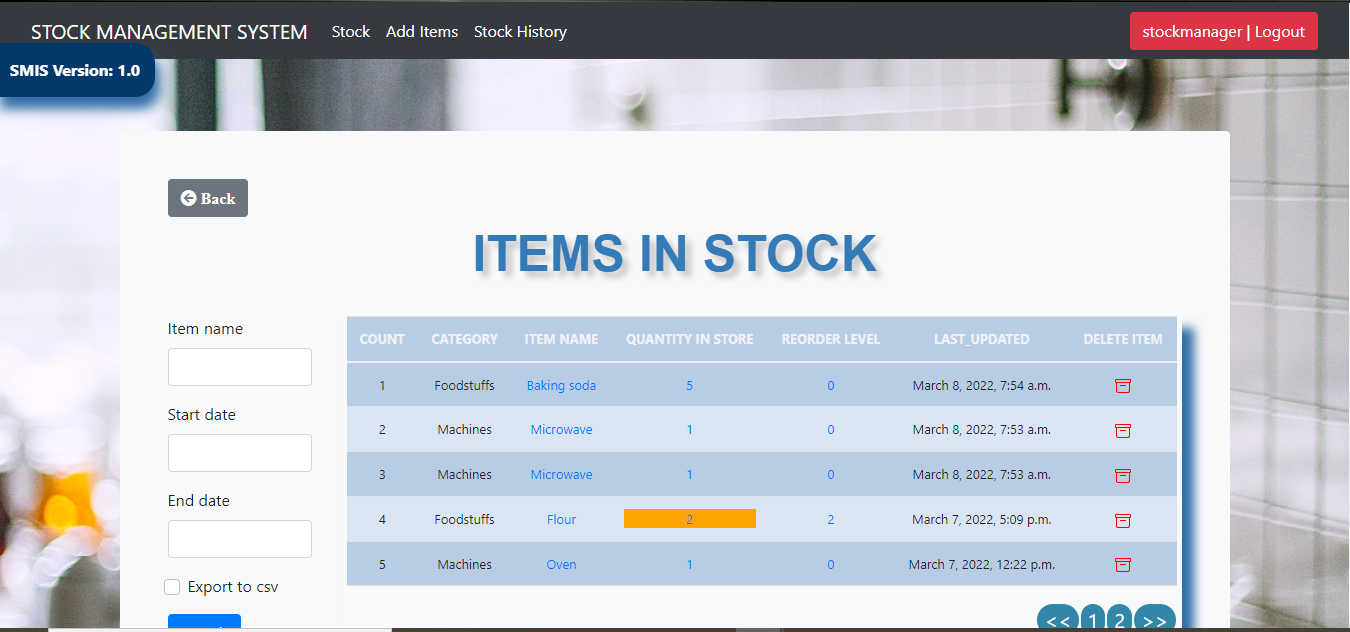 STOCK MANAGEMENT SYSTEM Stock Add Items Stock History stockmanager | Logout
SMIS Version: 1.0
Back
ITEMS IN STOCK
Item name
Start date
End date
Export to csv
COUNT CATEGORY ITEM NAME QUANTITY IN STORE REORDER LEVEL LAST_UPDATED DELETE ITEM
1 Foodstuffs Baking soda 5 0 March 8, 2022, 7:54 a.m.
2 Machines Microwave 1 0 March 8, 2022, 7:53 a.m.
3 Machines Microwave 1 0 March 8, 2022, 7:53 a.m.
4 Foodstuffs Flour 2 2 March 7, 2022, 5:09 p.m.
5 Machines Oven 1 0 March 7, 2022, 12:22 p.m.
<< 1 2 >>